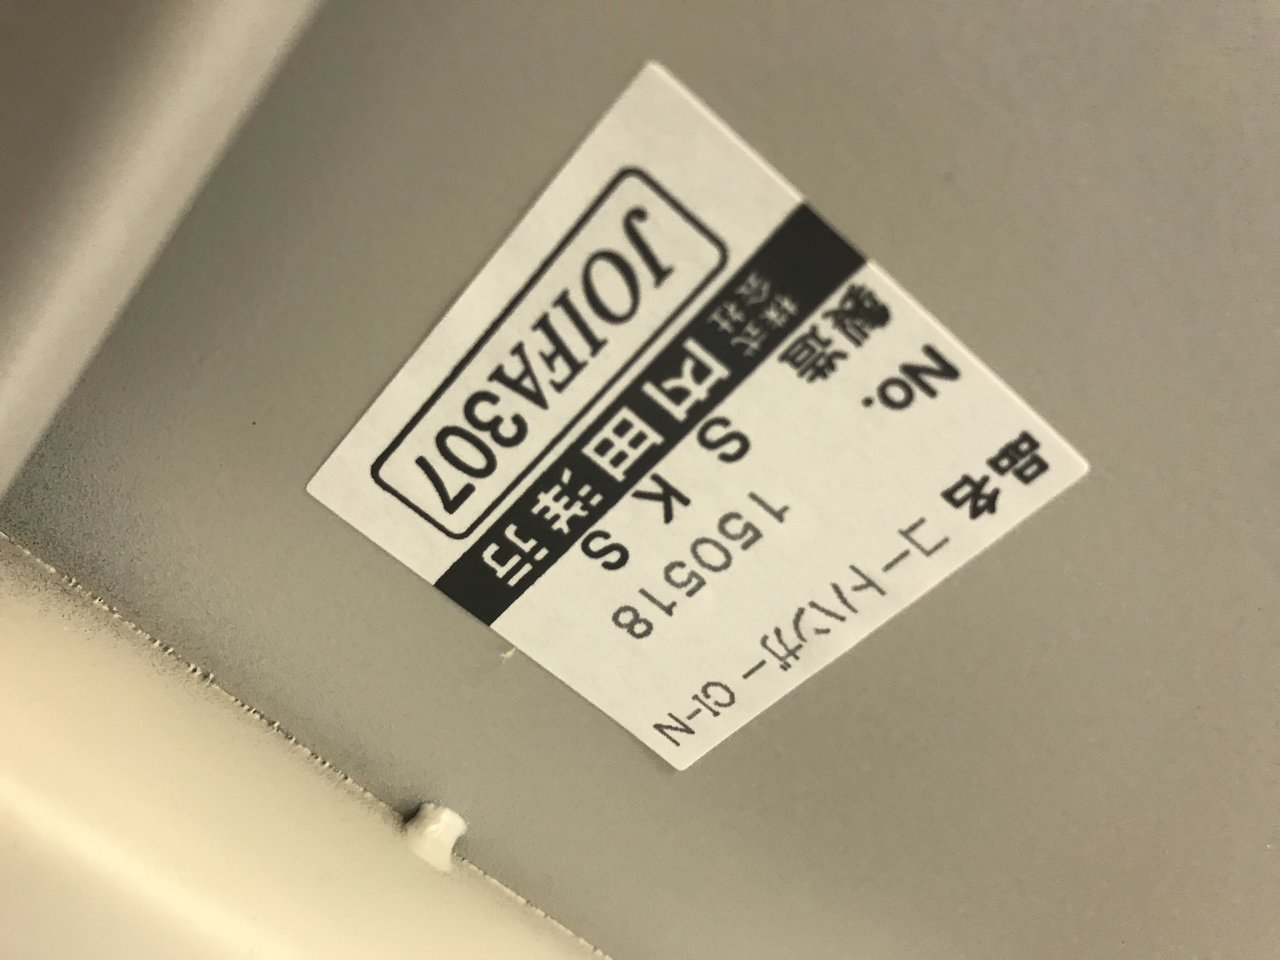 品名 コートハンガー CI-N
No. 150518
製造 S K S
株式会社 内田洋行
JOIFA307